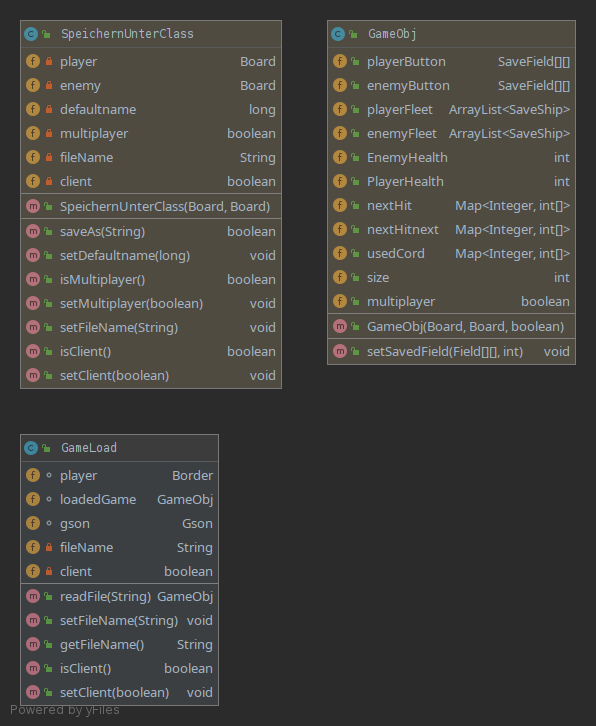 SpeichernUnterClass
player Board
enemy Board
defaultname long
multiplayer boolean
fileName String
client boolean
SpeichernUnterClass(Board, Board)
saveAs(String) boolean
setDefaultname(long) void
isMultiplayer() boolean
setMultiplayer(boolean) void
setFileName(String) void
isClient() boolean
setClient(boolean) void
GameObj
playerButton SaveField[][]
enemyButton SaveField[][]
playerFleet ArrayList<SaveShip>
enemyFleet ArrayList<SaveShip>
EnemyHealth int
PlayerHealth int
nextHit Map<Integer, int[]>
nextHitnext Map<Integer, int[]>
usedCord Map<Integer, int[]>
size int
multiplayer boolean
GameObj(Board, Board, boolean)
setSavedField(Field[][], int) void
GameLoad
player Border
loadedGame GameObj
gson Gson
fileName String
client boolean
readFile(String) GameObj
setFileName(String) void
getFileName() String
isClient() boolean
setClient(boolean) void
Powered by yFiles